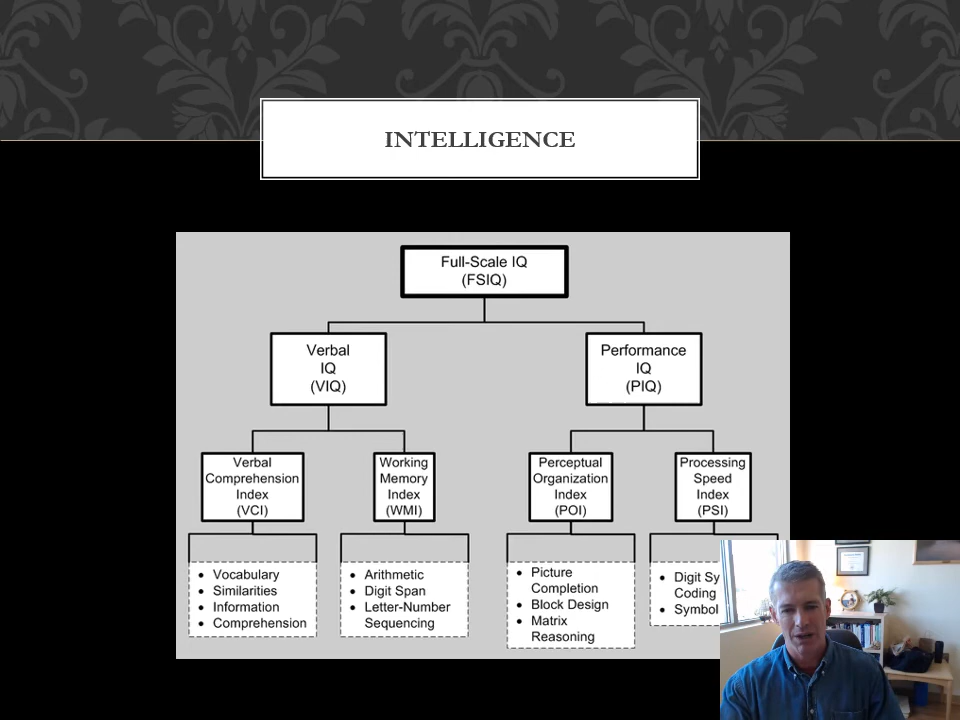 INTELLIGENCE
Full-Scale IQ
(FSIQ)
Verbal
IQ
(VIQ)
Performance
IQ
(PIQ)
Verbal
Comprehension
Index
(VCI)
Working
Memory
Index
(WMI)
Perceptual
Organization
Index
(POI)
Processing
Speed
Index
(PSI)
• Vocabulary
• Similarities
• Information
• Comprehension
• Arithmetic
• Digit Span
• Letter-Number
Sequencing
• Picture
Completion
• Block Design
• Matrix
Reasoning
• Digit Sy
Coding
• Symbol